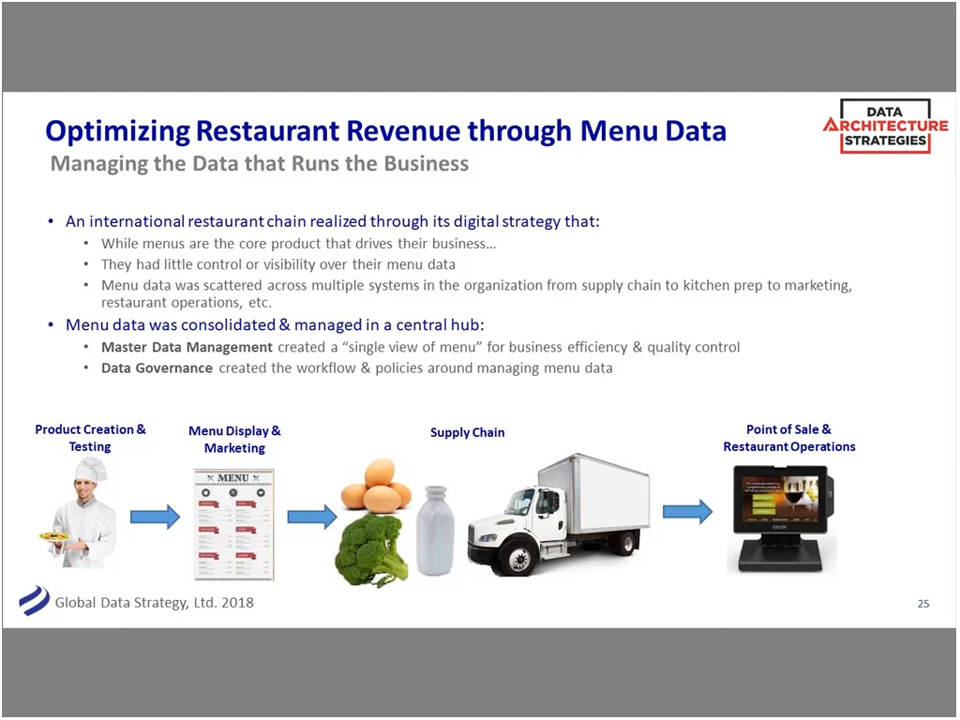 Optimizing Restaurant Revenue through Menu Data
Managing the Data that Runs the Business
DATA
ARCHITECTURE
STRATEGIES
• An international restaurant chain realized through its digital strategy that:
• While menus are the core product that drives their business...
• They had little control or visibility over their menu data
• Menu data was scattered across multiple systems in the organization from supply chain to kitchen prep to marketing,
restaurant operations, etc.
• Menu data was consolidated & managed in a central hub:
• Master Data Management created a “single view of menu” for business efficiency & quality control
• Data Governance created the workflow & policies around managing menu data
Product Creation &
Testing
Menu Display &
Marketing
Supply Chain
Point of Sale &
Restaurant Operations
MENU
Global Data Strategy, Ltd. 2018
25